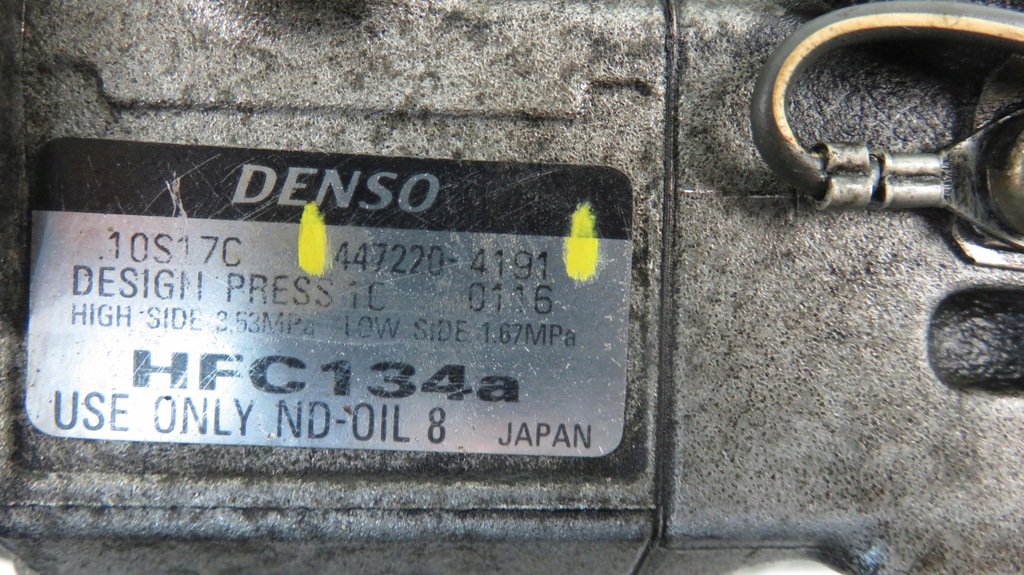 DENSO
10S17C 447220-4191
DESIGN PRESS 1C 0116
HIGH SIDE 3.53MPa LOW SIDE 1.67MPa
HFC134a
USE ONLY ND-OIL 8 JAPAN